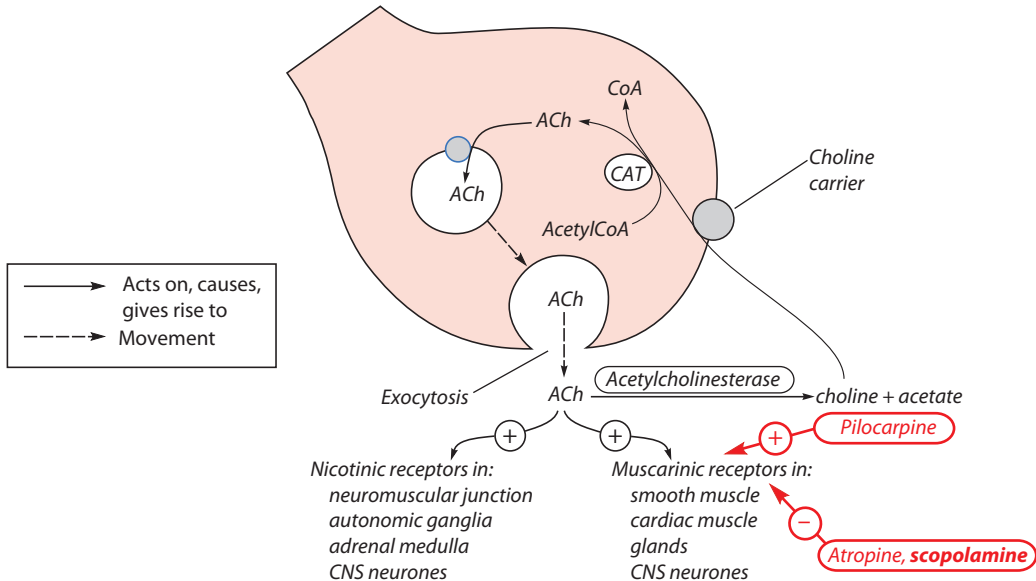 CoA
ACh
Choline
carrier
CAT
ACh
AcetylCoA
Acts on, causes,
gives rise to
Movement
ACh
Exocytosis
ACh
Acetylcholinesterase
choline + acetate
Pilocarpine
+
+
+
Nicotinic receptors in:
neuromuscular junction
autonomic ganglia
adrenal medulla
CNS neurones
Muscarinic receptors in:
smooth muscle
cardiac muscle
glands
CNS neurones
−
Atropine, scopolamine